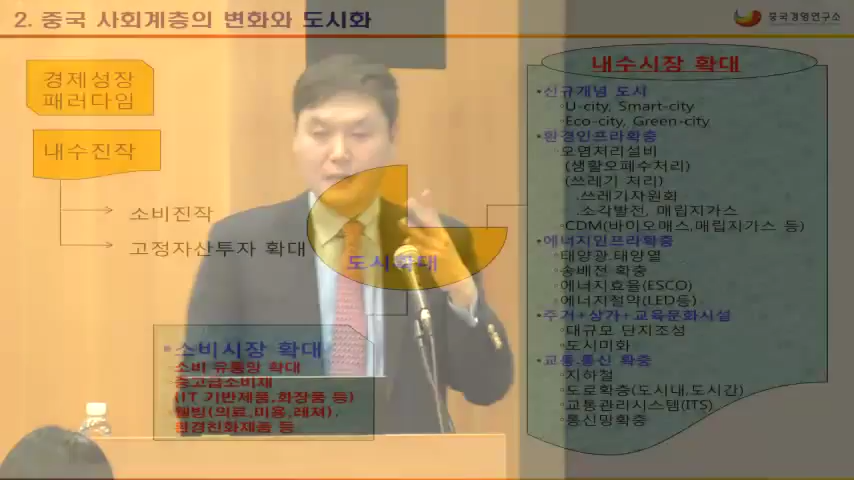 2. 중국 사회계층의 변화와 도시화
중국경영연구소
경제성장
패러다임
내수진작
소비진작
고정자산투자 확대
도시확대
소비시장 확대
소비 유통망 확대
중고급소비재
(IT 기반제품,화장품 등)
웰빙(의료,미용,레져),
환경친화제품 등
내수시장 확대
신규개념 도시
U-city, Smart-city
Eco-city, Green-city
환경인프라확충
오염처리설비
(생활오폐수처리)
(쓰레기 처리)
쓰레기자원화
소각발전, 매립지가스
CDM(바이오매스,매립지가스 등)
에너지인프라확충
태양광.태양열
송배전 확충
에너지효율(ESCO)
에너지절약(LED등)
주거+상가+교육문화시설
대규모 단지조성
도시미화
교통.통신 확충
지하철
도로확충(도시내,도시간)
교통관리시스템(ITS)
통신망확충